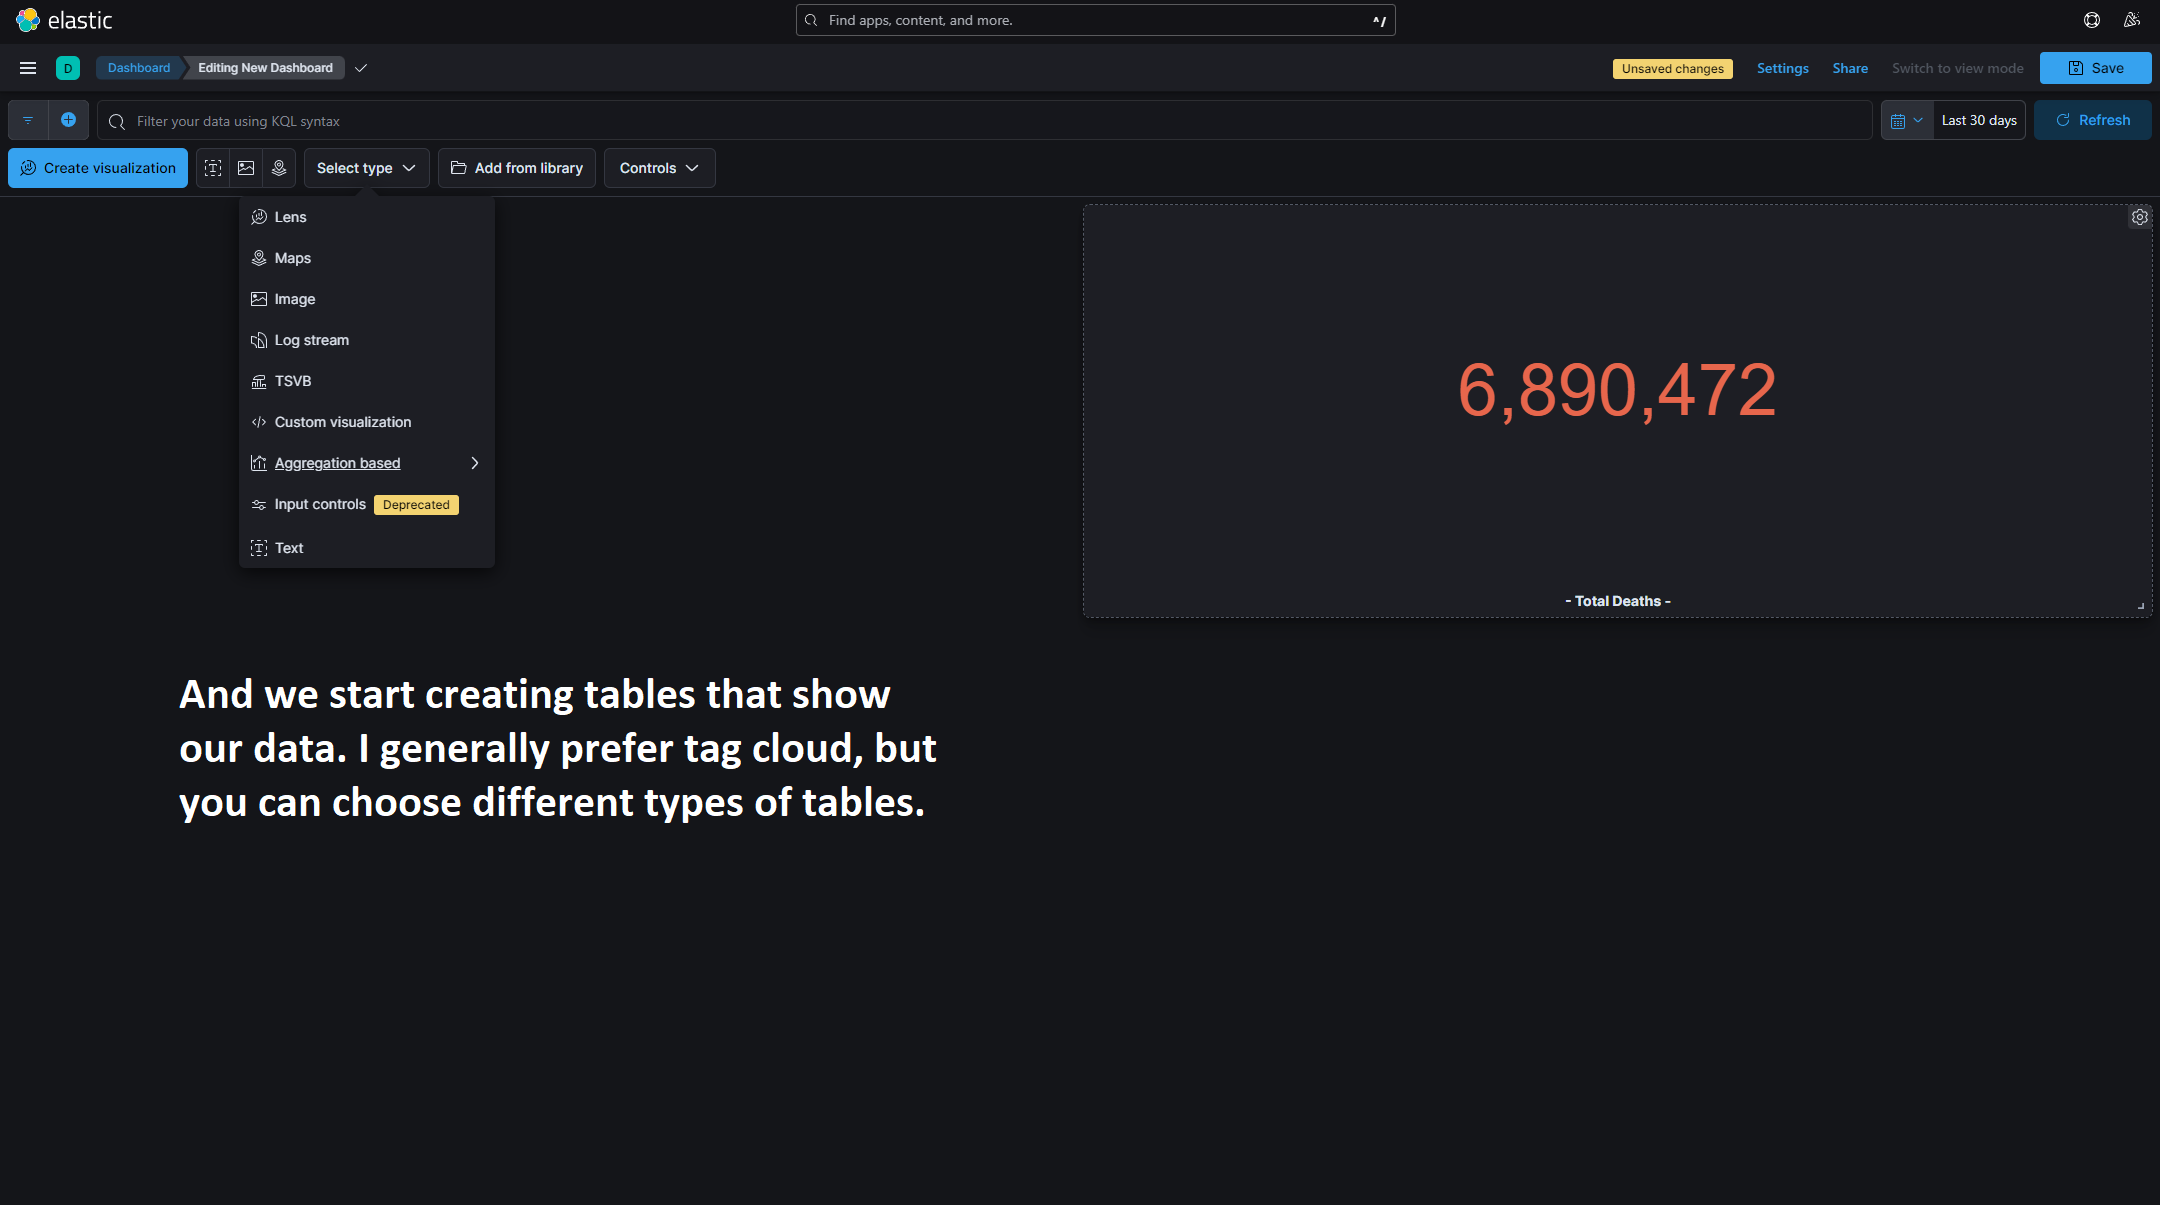 elastic
Find apps, content, and more.
^/
D
Dashboard
Editing New Dashboard
Unsaved changes
Settings
Share
Switch to view mode
Save
Filter your data using KQL syntax
Last 30 days
Refresh
Create visualization
Select type
Add from library
Controls
Lens
Maps
Image
Log stream
TSVB
Custom visualization
Aggregation based
Input controls Deprecated
Text
6,890,472
- Total Deaths -
And we start creating tables that show
our data. I generally prefer tag cloud, but
you can choose different types of tables.